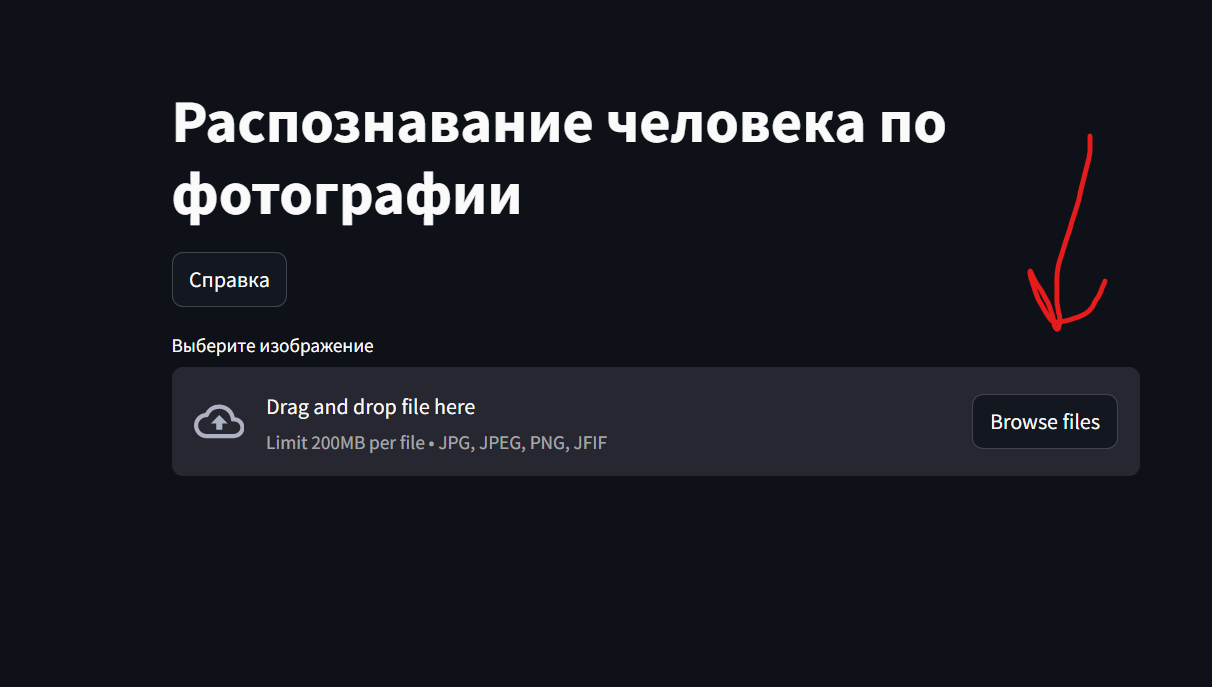 Распознавание человека по
фотографии
Справка
Выберите изображение
Drag and drop file here
Limit 200MB per file • JPG, JPEG, PNG, JFIF
Browse files